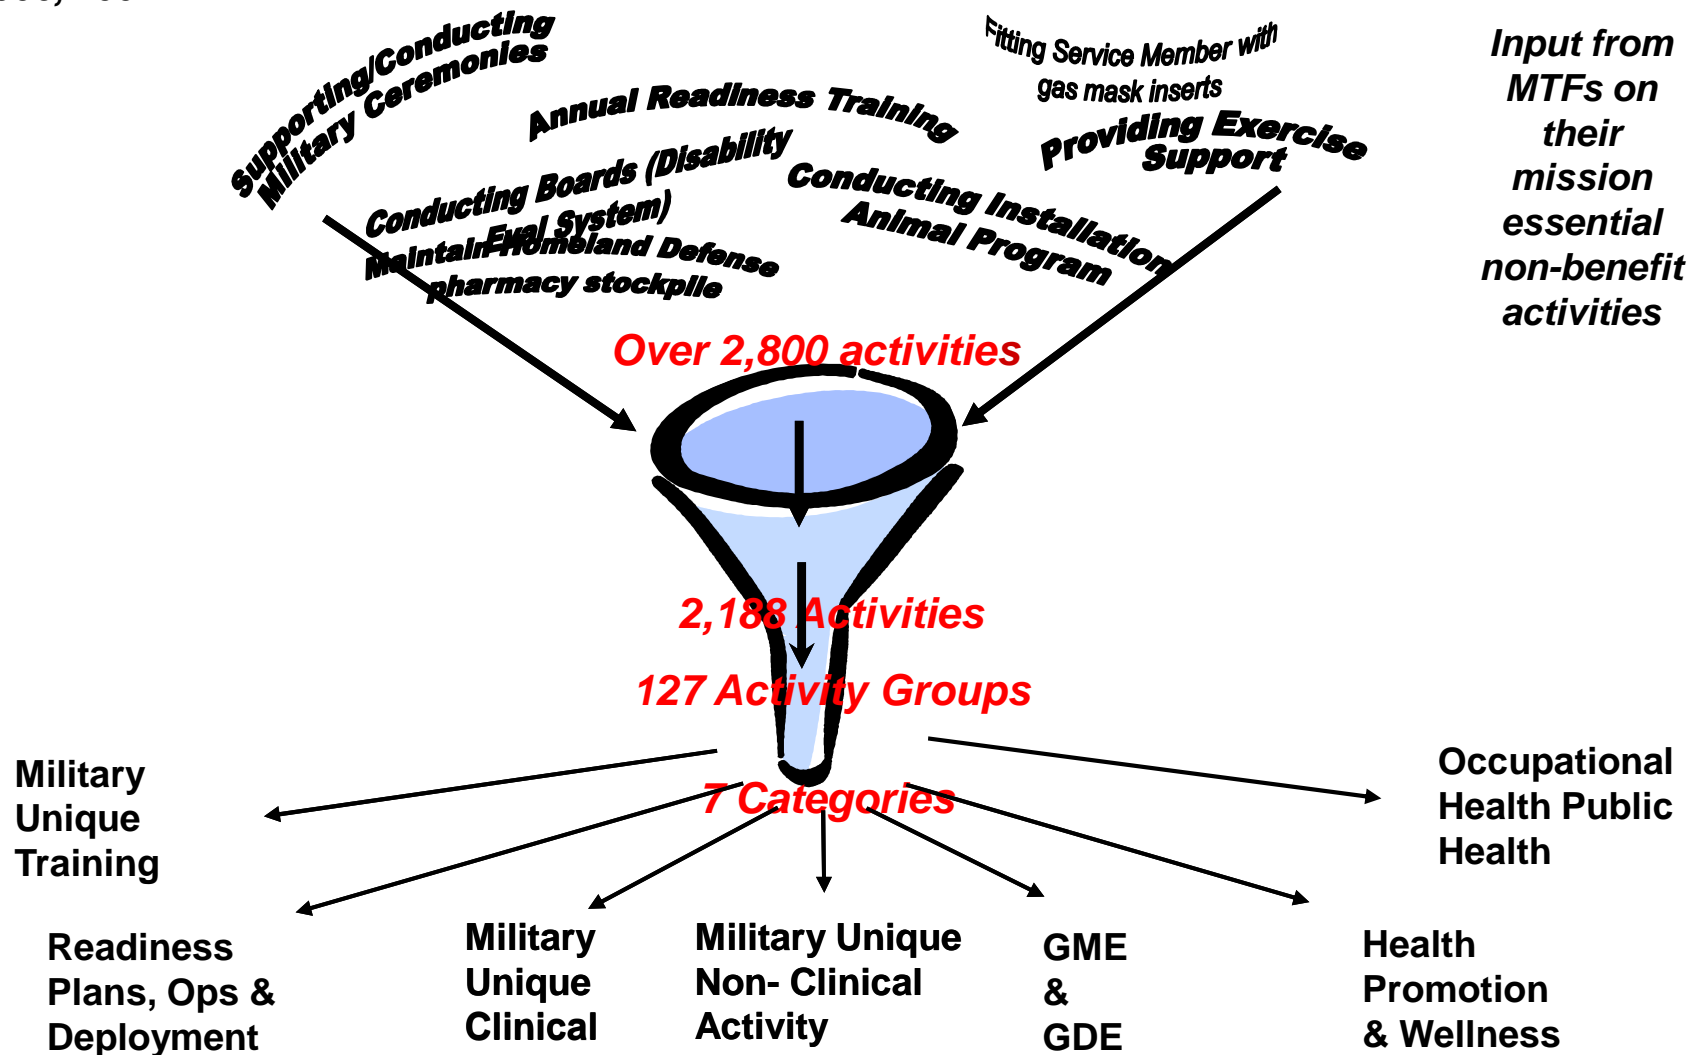 Supporting/Conducting
Military Ceremonies
Annual Readiness Training
Fitting Service Member with
gas mask inserts
Providing Exercise
Support
Conducting Boards (Disability
Eval System)
Maintain Homeland Defense
pharmacy stockpile
Conducting Installation
Animal Program
Input from
MTFs on
their
mission
essential
non-benefit
activities
Over 2,800 activities
2,188 Activities
127 Activity Groups
7 Categories
Military
Unique
Training
Readiness
Plans, Ops &
Deployment
Military
Unique
Clinical
Military Unique
Non- Clinical
Activity
GME
&
GDE
Health
Promotion
& Wellness
Occupational
Health Public
Health